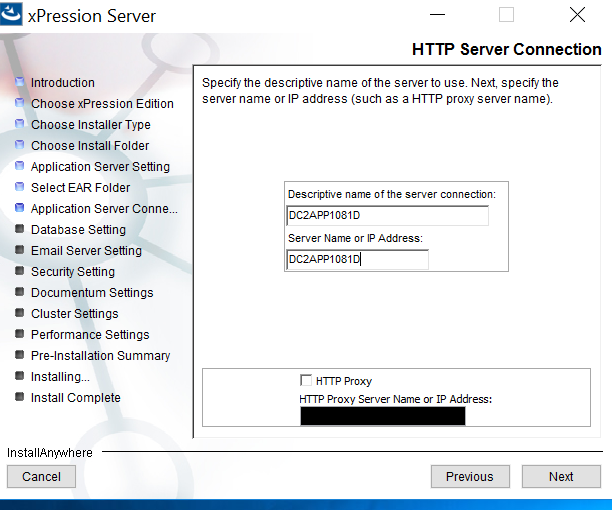 xPression Server
HTTP Server Connection
Introduction
Choose xPression Edition
Choose Installer Type
Choose Install Folder
Application Server Setting
Select EAR Folder
Application Server Conne...
Database Setting
Email Server Setting
Security Setting
Documentum Settings
Cluster Settings
Performance Settings
Pre-Installation Summary
Installing...
Install Complete
Specify the descriptive name of the server to use. Next, specify the
server name or IP address (such as a HTTP proxy server name).
Descriptive name of the server connection:
DC2APP1081D
Server Name or IP Address:
DC2APP1081D
HTTP Proxy
HTTP Proxy Server Name or IP Address:
InstallAnywhere
Cancel
Previous
Next